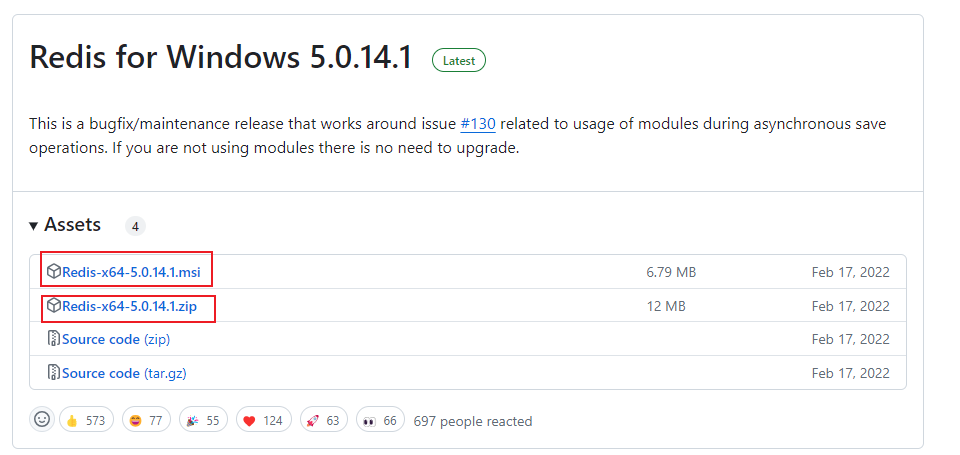 Redis for Windows 5.0.14.1 Latest
This is a bugfix/maintenance release that works around issue #130 related to usage of modules during asynchronous save
operations. If you are not using modules there is no need to upgrade.
Assets 4
Redis-x64-5.0.14.1.msi 6.79 MB Feb 17, 2022
Redis-x64-5.0.14.1.zip 12 MB Feb 17, 2022
Source code (zip) Feb 17, 2022
Source code (tar.gz) Feb 17, 2022
573 77 55 124 63 66 697 people reacted